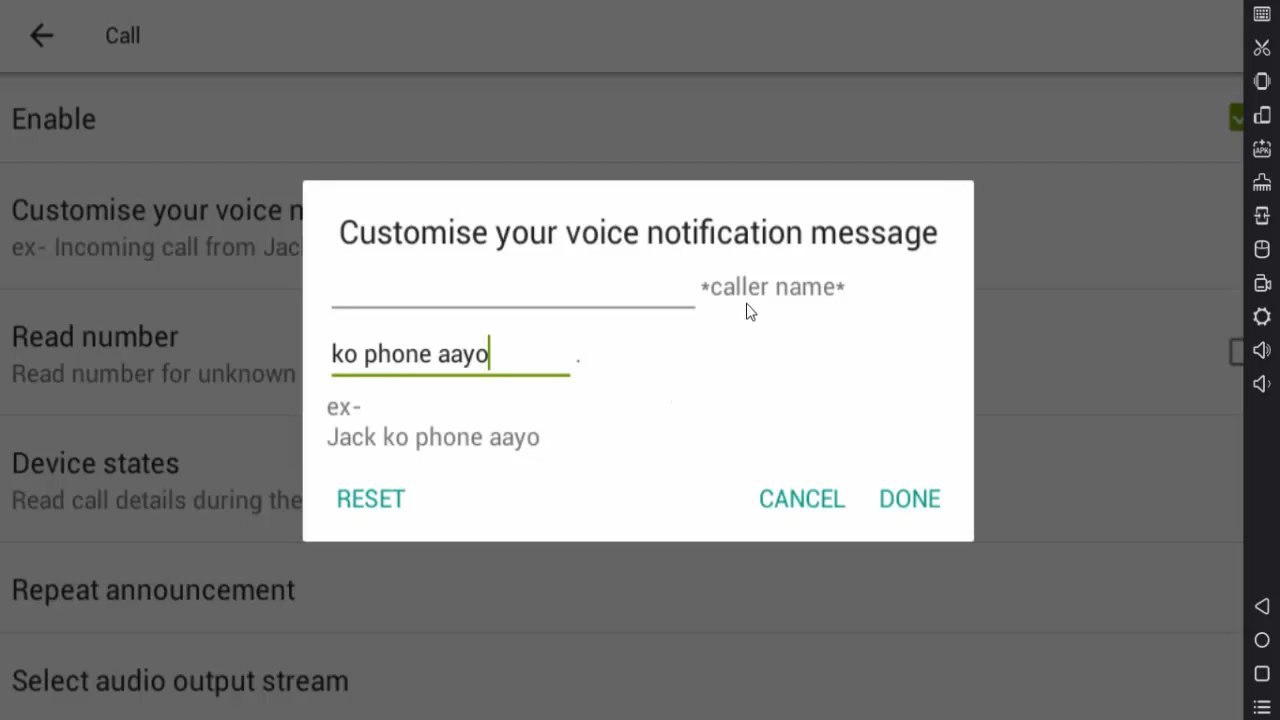 Call
Enable
Customise your voice n
ex- Incoming call from Jac
Read number
Read number for unknown
Device states
Read call details during the
Repeat announcement
Select audio output stream
Customise your voice notification message
*caller name*
ko phone aayo .
ex-
Jack ko phone aayo
RESET CANCEL DONE
APK